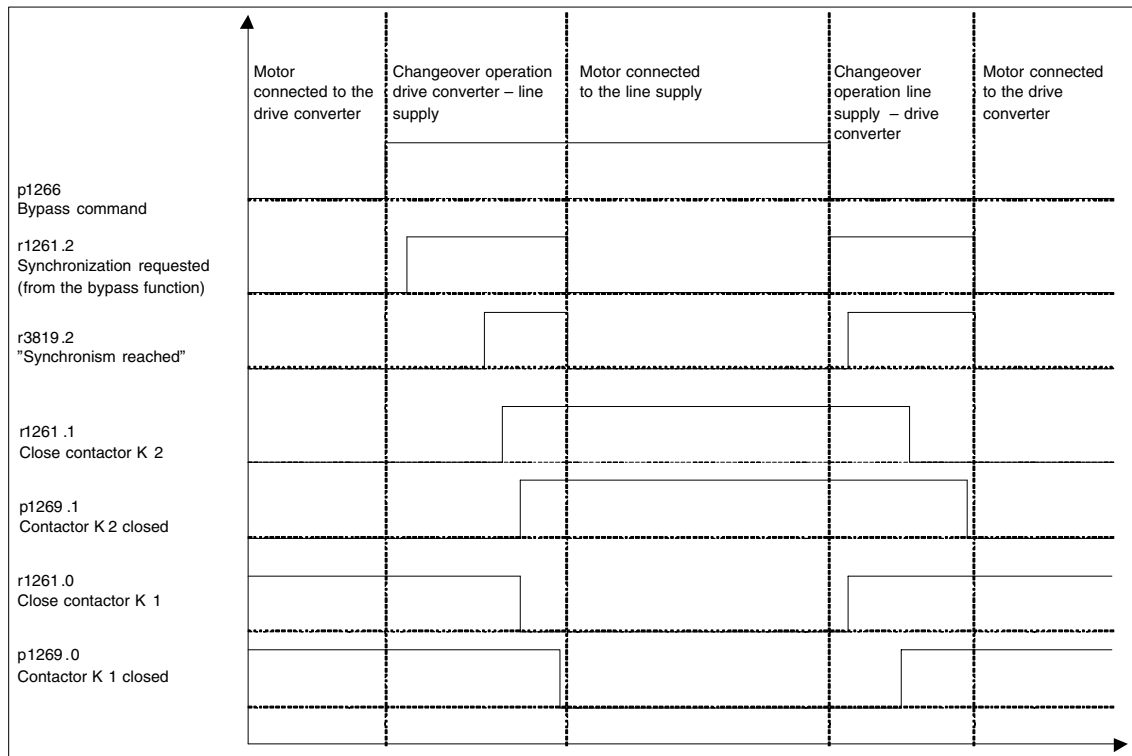 Motor
connected to the
drive converter
Changeover operation
drive converter – line
supply
Motor connected
to the line supply
Changeover
operation line
supply – drive
converter
Motor connected
to the drive
converter
p1266
Bypass command
r1261.2
Synchronization requested
(from the bypass function)
r3819.2
”Synchronism reached”
r1261.1
Close contactor K 2
p1269.1
Contactor K 2 closed
r1261.0
Close contactor K 1
p1269.0
Contactor K 1 closed